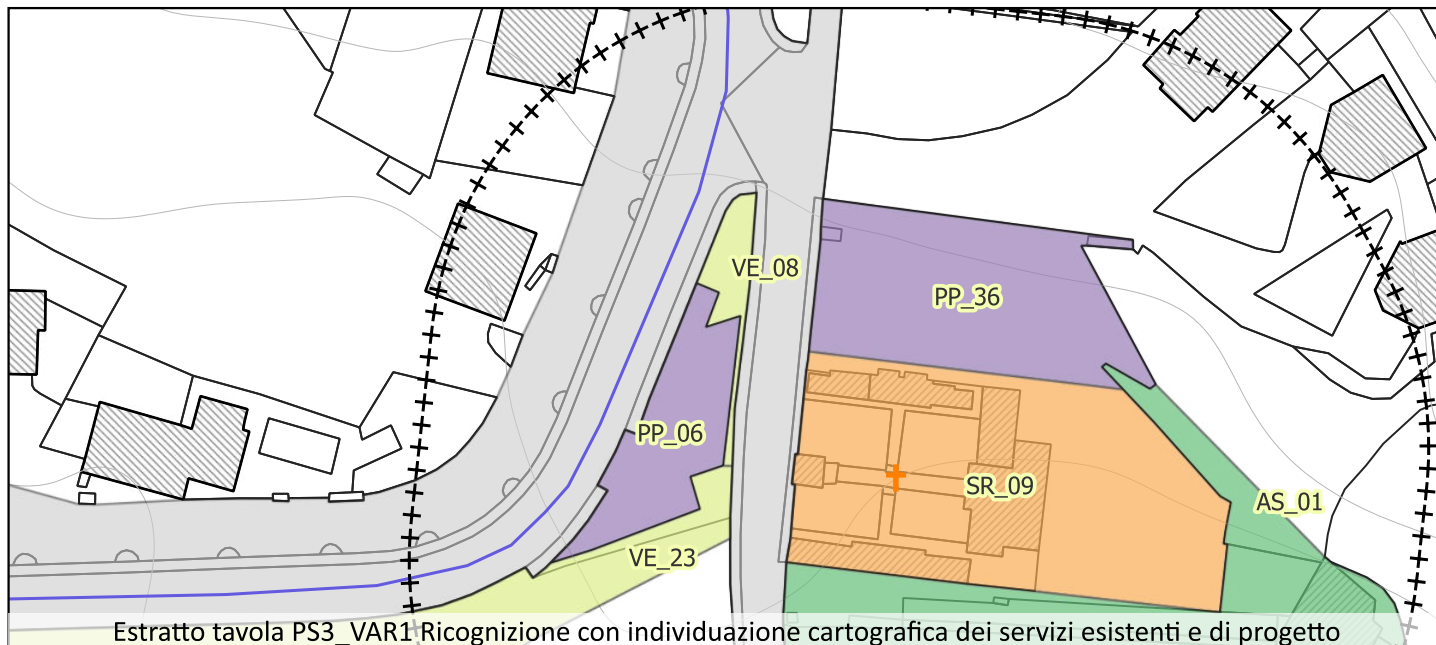 VE_08
PP_36
PP_06
SR_09
AS_01
VE_23
Estratto tavola PS3_VAR1 Ricognizione con individuazione cartografica dei servizi esistenti e di progetto